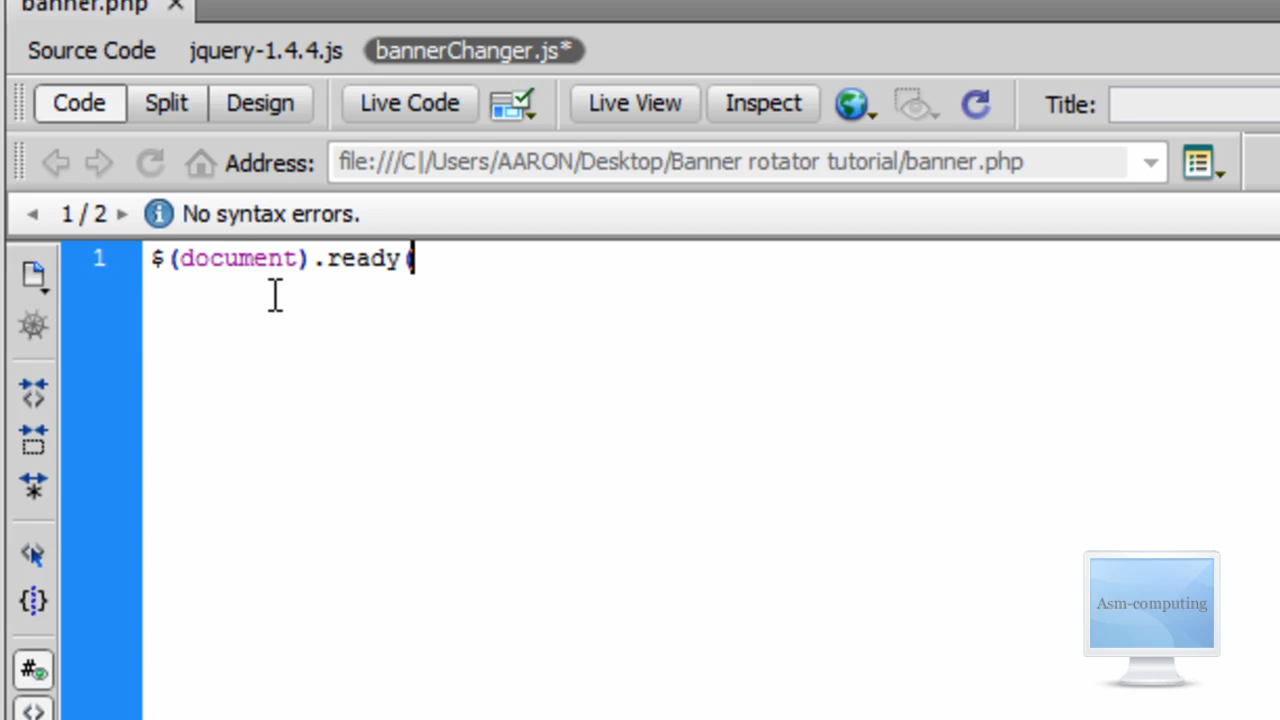 banner.php ×
Source Code jquery-1.4.4.js bannerChanger.js*
Code Split Design Live Code Live View Inspect Title:
Address: file:///C|/Users/AARON/Desktop/Banner rotator tutorial/banner.php
1 / 2 No syntax errors.
1 $(document).ready(
Asm-computing